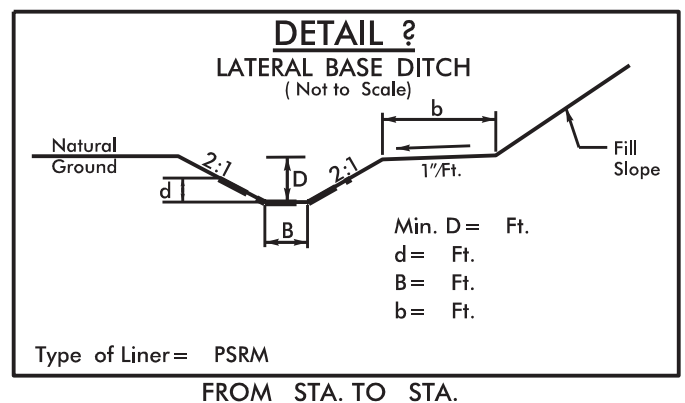 DETAIL ?
LATERAL BASE DITCH
( Not to Scale)
b
Natural
Ground
2:1
D
2:1
1"/Ft.
Fill
Slope
d
B
Min. D = Ft.
d = Ft.
B = Ft.
b = Ft.
Type of Liner = PSRM
FROM STA. TO STA.